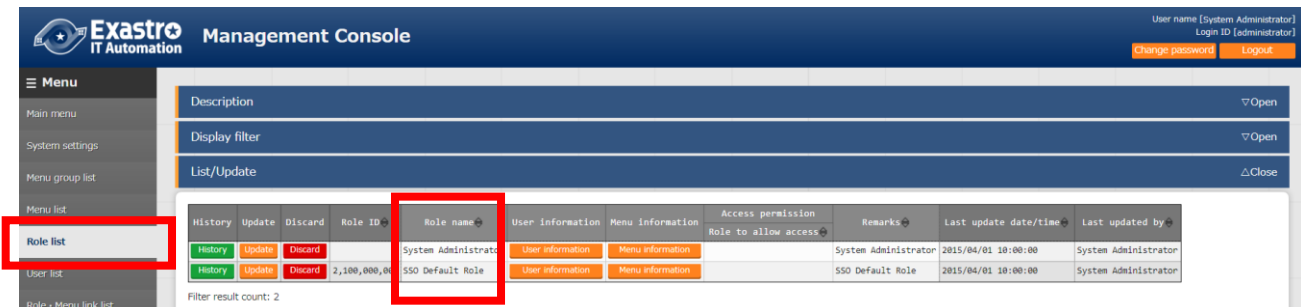 Exastro
IT Automation
Management Console
User name [System Administrator]
Login ID [administrator]
Change password
Logout
☰ Menu
Main menu
System settings
Menu group list
Menu list
Role list
User list
Role・Menu link list
Description
▽Open
Display filter
▽Open
List/Update
△Close
History Update Discard Role ID Role name User information Menu information Access permission Remarks Last update date/time Last updated by
Role to allow access
History Update Discard System Administrato User information Menu information System Administrator 2015/04/01 10:00:00 System Administrator
History Update Discard 2,100,000,0 SSO Default Role User information Menu information SSO Default Role 2015/04/01 10:00:00 System Administrator
Filter result count: 2